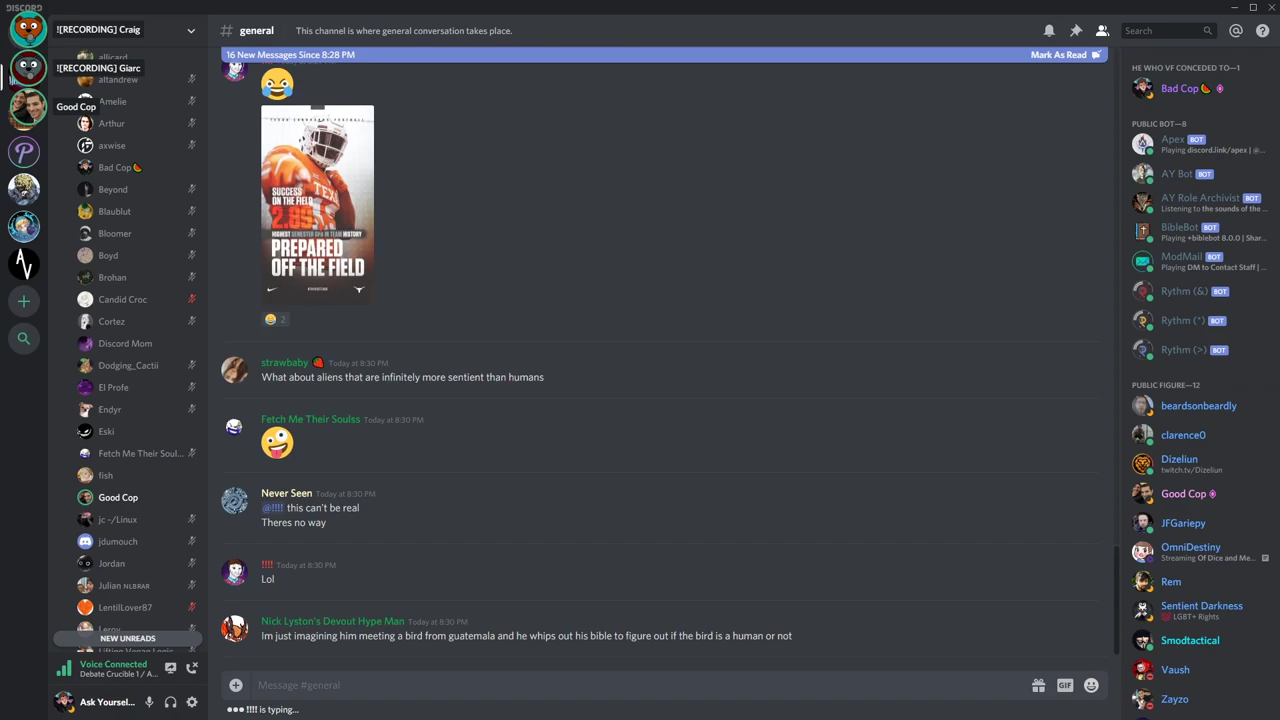 DISCORD
![RECORDING] Craig
![RECORDING] Giarc
Good Cop
allicard
altandrew
Amelie
Arthur
axwise
Bad Cop🍉
Beyond
Blaublut
Bloomer
Boyd
Brohan
Candid Croc
Cortez
Discord Mom
Dodging_Cactii
El Profe
Endyr
Eski
Fetch Me Their Soul...
fish
Good Cop
jc ~/Linux
jdumouch
Jordan
Julian NLBRAR
LentilLover87
Leroy
NEW UNREADS
Lifting Vegan Logic
Voice Connected
Debate Crucible 1 / A...
Ask Yoursel...
# general
This channel is where general conversation takes place.
Search
16 New Messages Since 8:28 PM
Mark As Read
TEXAS LONGHORNS FOOTBALL
TEXAS
SUCCESS
ON THE FIELD
2.89
HIGHEST SEMESTER GPA IN TEAM HISTORY
PREPARED
OFF THE FIELD
2
strawbaby 🍓 Today at 8:30 PM
What about aliens that are infinitely more sentient than humans
Fetch Me Their Soulss Today at 8:30 PM
Never Seen Today at 8:30 PM
@!!!! this can't be real
Theres no way
!!!! Today at 8:30 PM
Lol
Nick Lyston's Devout Hype Man Today at 8:30 PM
Im just imagining him meeting a bird from guatemala and he whips out his bible to figure out if the bird is a human or not
Message #general
GIF
!!!! is typing...
HE WHO VF CONCEDED TO—1
Bad Cop 🍉
PUBLIC BOT—8
Apex BOT
Playing discord.link/apex | @...
AY Bot BOT
AY Role Archivist BOT
Listening to the sounds of the ...
BibleBot BOT
Playing +biblebot 8.0.0 | Shar...
ModMail BOT
Playing DM to Contact Staff | ...
Rythm (&) BOT
Rythm (*) BOT
Rythm (>) BOT
PUBLIC FIGURE—12
beardsonbeardly
clarence0
Dizeliun
twitch.tv/Dizeliun
Good Cop
JFGariepy
OmniDestiny
Streaming Of Dice and Me...
Rem
Sentient Darkness
LGBT+ Rights
Smodtactical
Vaush
Zayzo